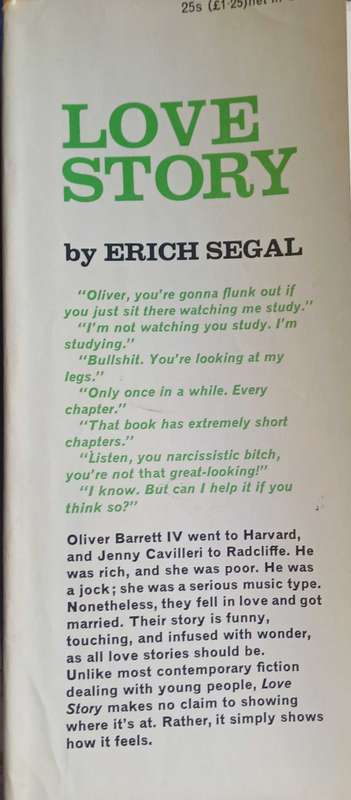 25s (£1·25) net in
LOVE
STORY
by ERICH SEGAL
“Oliver, you’re gonna flunk out if
you just sit there watching me study.”
“I’m not watching you study. I’m
studying.”
“Bullshit. You’re looking at my
legs.”
“Only once in a while. Every
chapter.”
“That book has extremely short
chapters.”
“Listen, you narcissistic bitch,
you’re not that great-looking!”
“I know. But can I help it if you
think so?”
Oliver Barrett IV went to Harvard,
and Jenny Cavilleri to Radcliffe. He
was rich, and she was poor. He was
a jock; she was a serious music type.
Nonetheless, they fell in love and got
married. Their story is funny,
touching, and infused with wonder,
as all love stories should be.
Unlike most contemporary fiction
dealing with young people, Love
Story makes no claim to showing
where it’s at. Rather, it simply shows
how it feels.